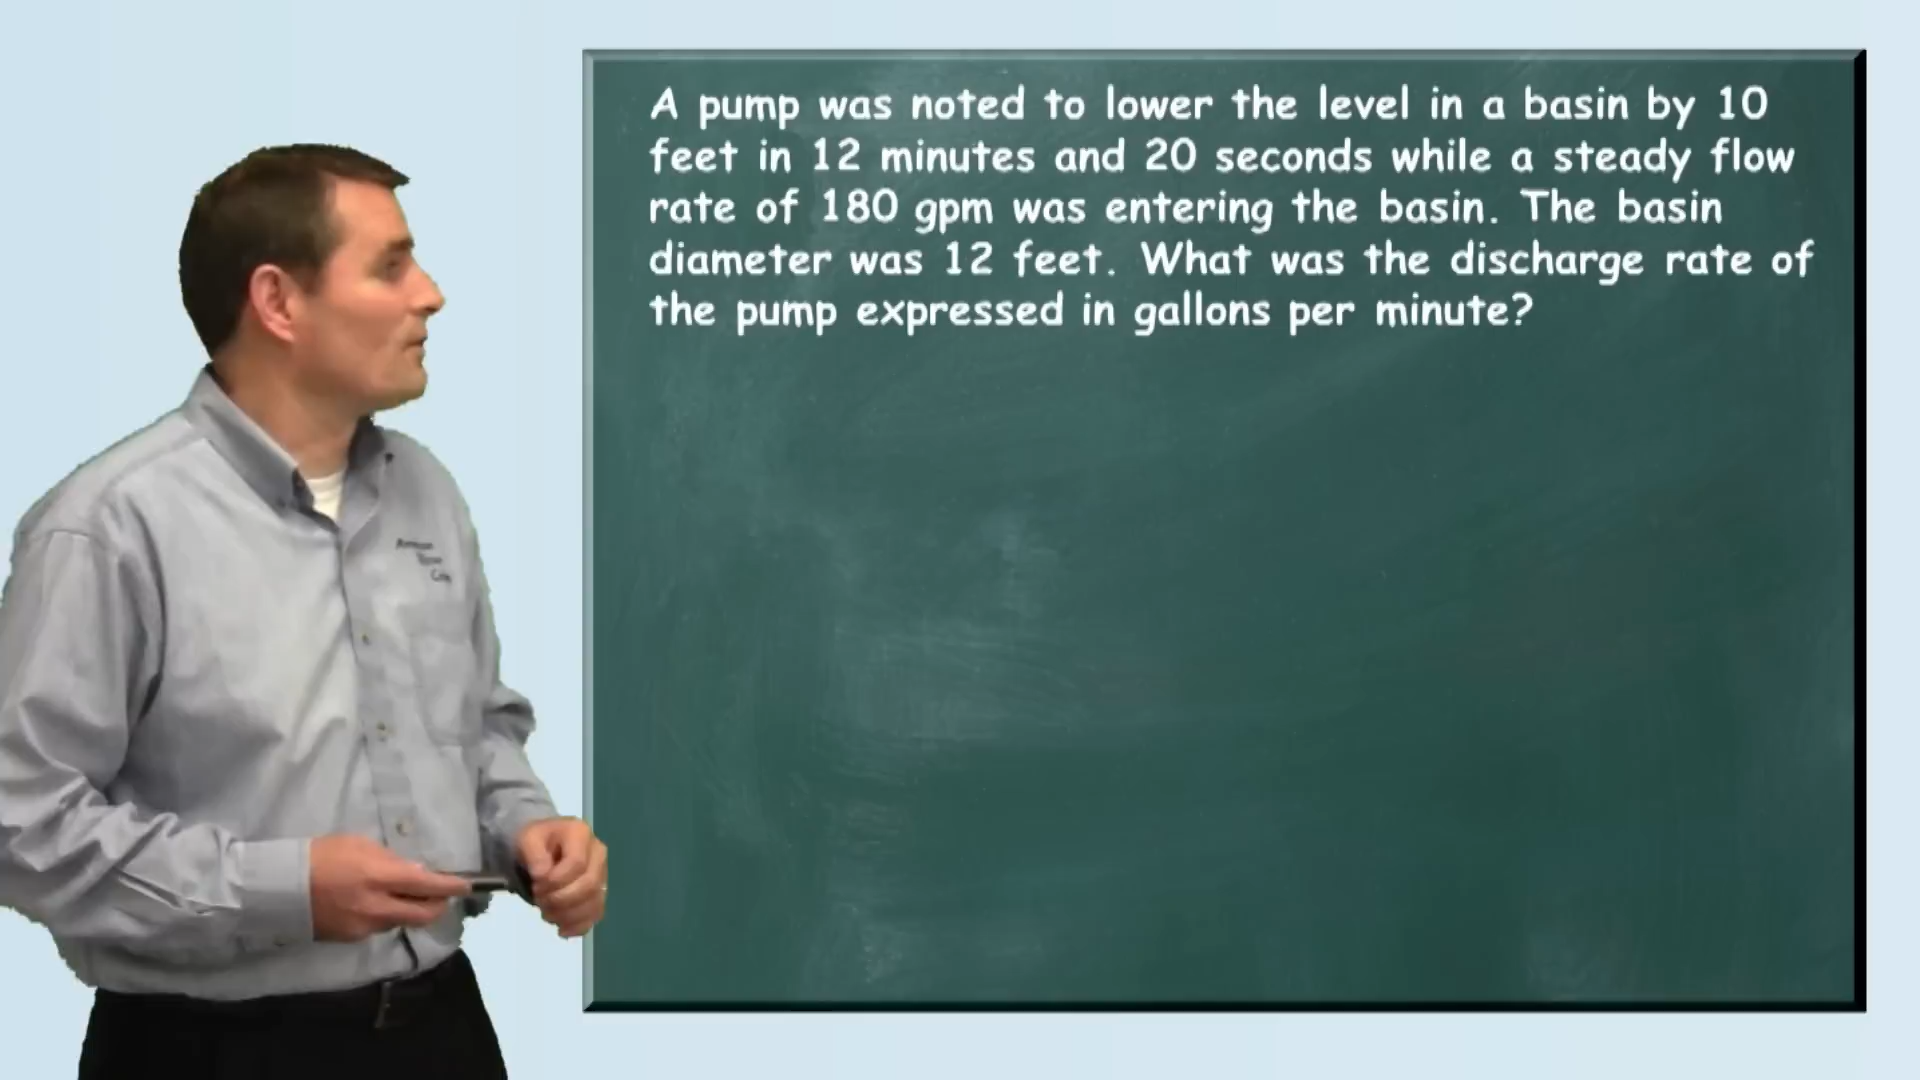 A pump was noted to lower the level in a basin by 10
feet in 12 minutes and 20 seconds while a steady flow
rate of 180 gpm was entering the basin. The basin
diameter was 12 feet. What was the discharge rate of
the pump expressed in gallons per minute?